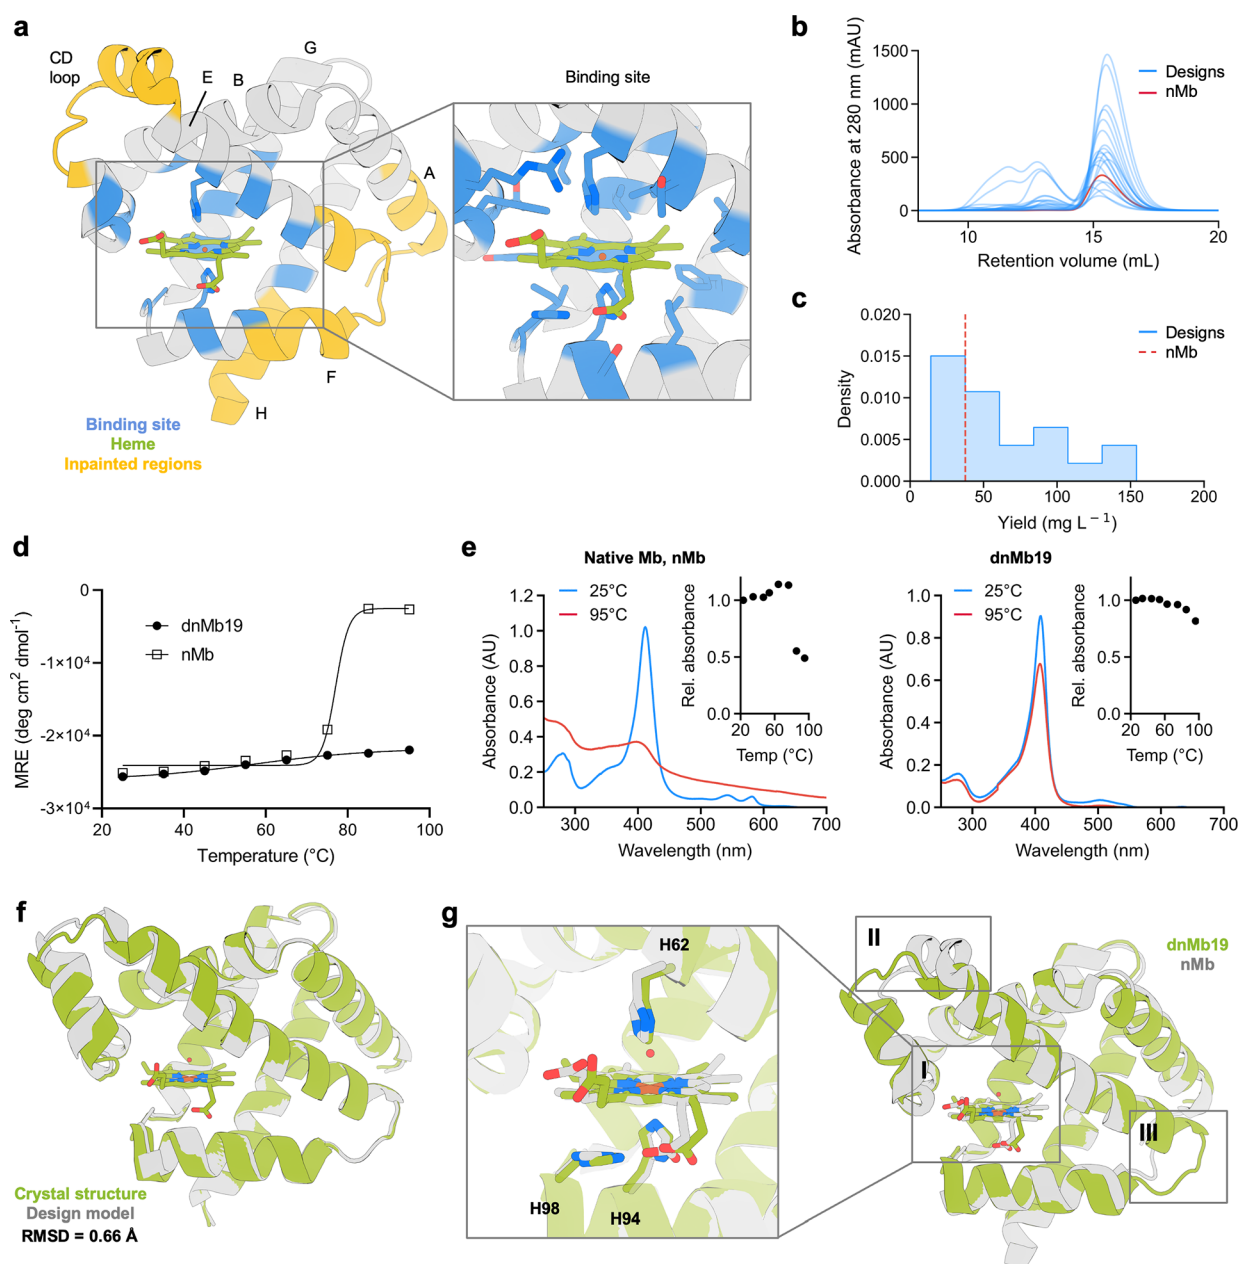 a
CD
loop
E
B
G
A
F
H
Binding site
Binding site
Heme
Inpainted regions
b
Absorbance at 280 nm (mAU)
1500
1000
500
0
10
15
20
Retention volume (mL)
Designs
nMb
c
Density
0.020
0.015
0.010
0.005
0.000
0
50
100
150
200
Yield (mg L⁻¹)
Designs
nMb
d
MRE (deg cm² dmol⁻¹)
0
-1×10⁴
-2×10⁴
-3×10⁴
20
40
60
80
100
Temperature (°C)
dnMb19
nMb
e
Native Mb, nMb
25°C
95°C
Absorbance (AU)
1.2
1.0
0.8
0.6
0.4
0.2
0.0
300
400
500
600
700
Wavelength (nm)
Rel. absorbance
1.0
0.5
0.0
20
60
100
Temp (°C)
dnMb19
25°C
95°C
Absorbance (AU)
1.0
0.8
0.6
0.4
0.2
0.0
300
400
500
600
700
Wavelength (nm)
Rel. absorbance
1.0
0.5
0.0
20
60
100
Temp (°C)
f
Crystal structure
Design model
RMSD = 0.66 Å
g
H62
H98
H94
II
I
III
dnMb19
nMb